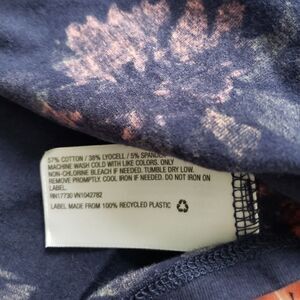 57% COTTON / 38% LYOCELL / 5% SPAN
MACHINE WASH COLD WITH LIKE COLORS. ONLY
NON-CHLORINE BLEACH IF NEEDED. TUMBLE DRY LOW.
REMOVE PROMPTLY. COOL IRON IF NEEDED. DO NOT IRON ON
LABEL.
RN17730 VN1042782
LABEL MADE FROM 100% RECYCLED PLASTIC